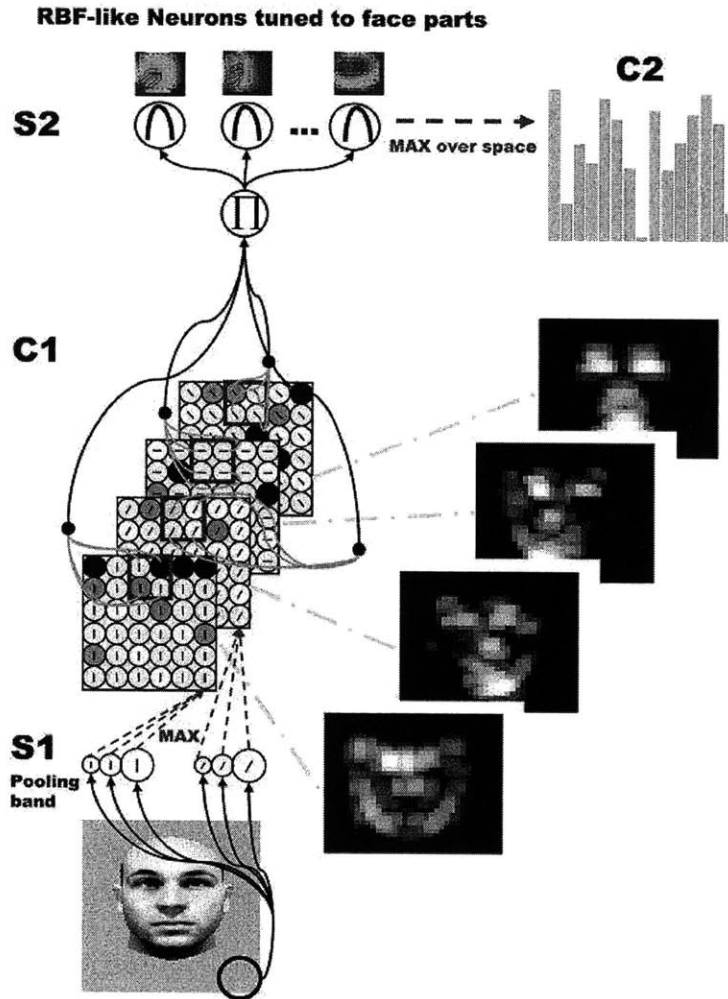 RBF-like Neurons tuned to face parts
C2
S2
...
MAX over space
Π
C1
MAX
S1
Pooling
band